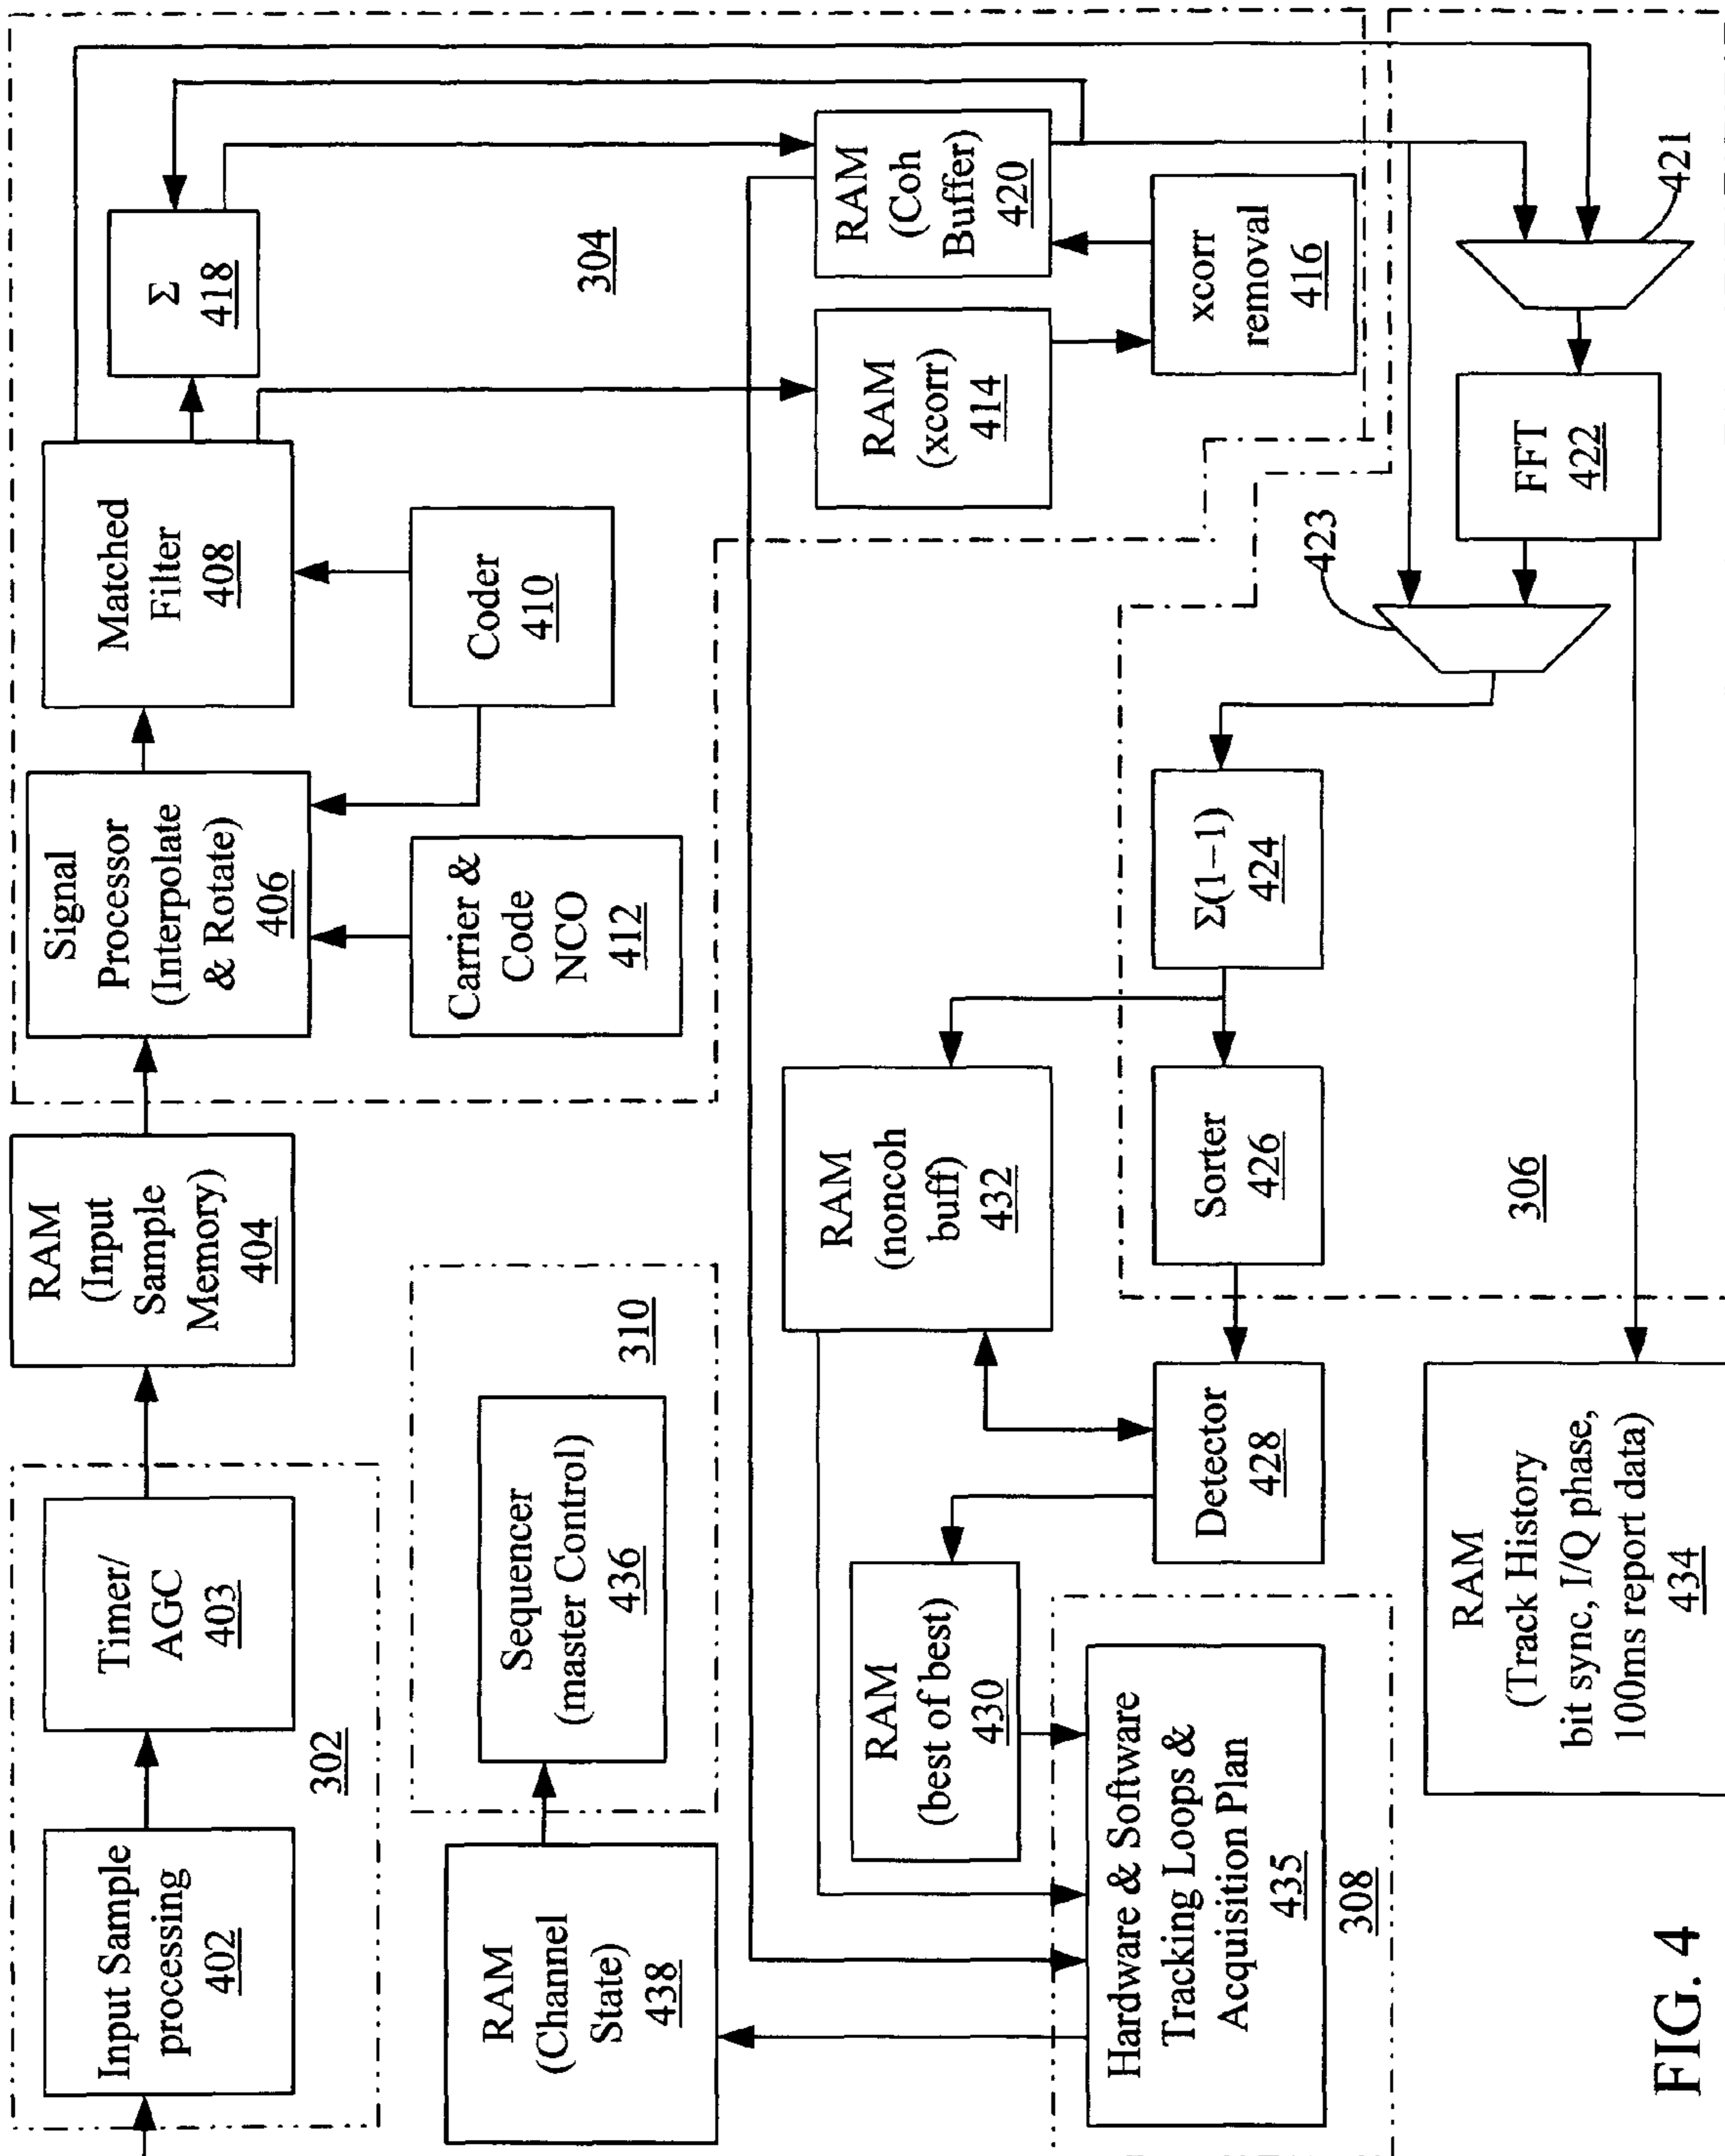 Input Sample
processing
402
Timer/
AGC
403
302
RAM
(Input
Sample
Memory)
404
Signal
Processor
(Interpolate
& Rotate)
406
Matched
Filter
408
Σ
418
Carrier &
Code
NCO
412
Coder
410
304
RAM
(Channel
State)
438
Sequencer
(master Control)
436
310
RAM
(noncoh
buff)
432
RAM
(xcorr)
414
RAM
(Coh
Buffer)
420
RAM
(best of best)
430
xcorr
removal
416
Hardware & Software
Tracking Loops &
Acquisition Plan
435
308
Detector
428
Sorter
426
Σ(1−1)
424
423
FFT
422
421
306
RAM
(Track History
bit sync, I/Q phase,
100ms report data)
434
FIG. 4